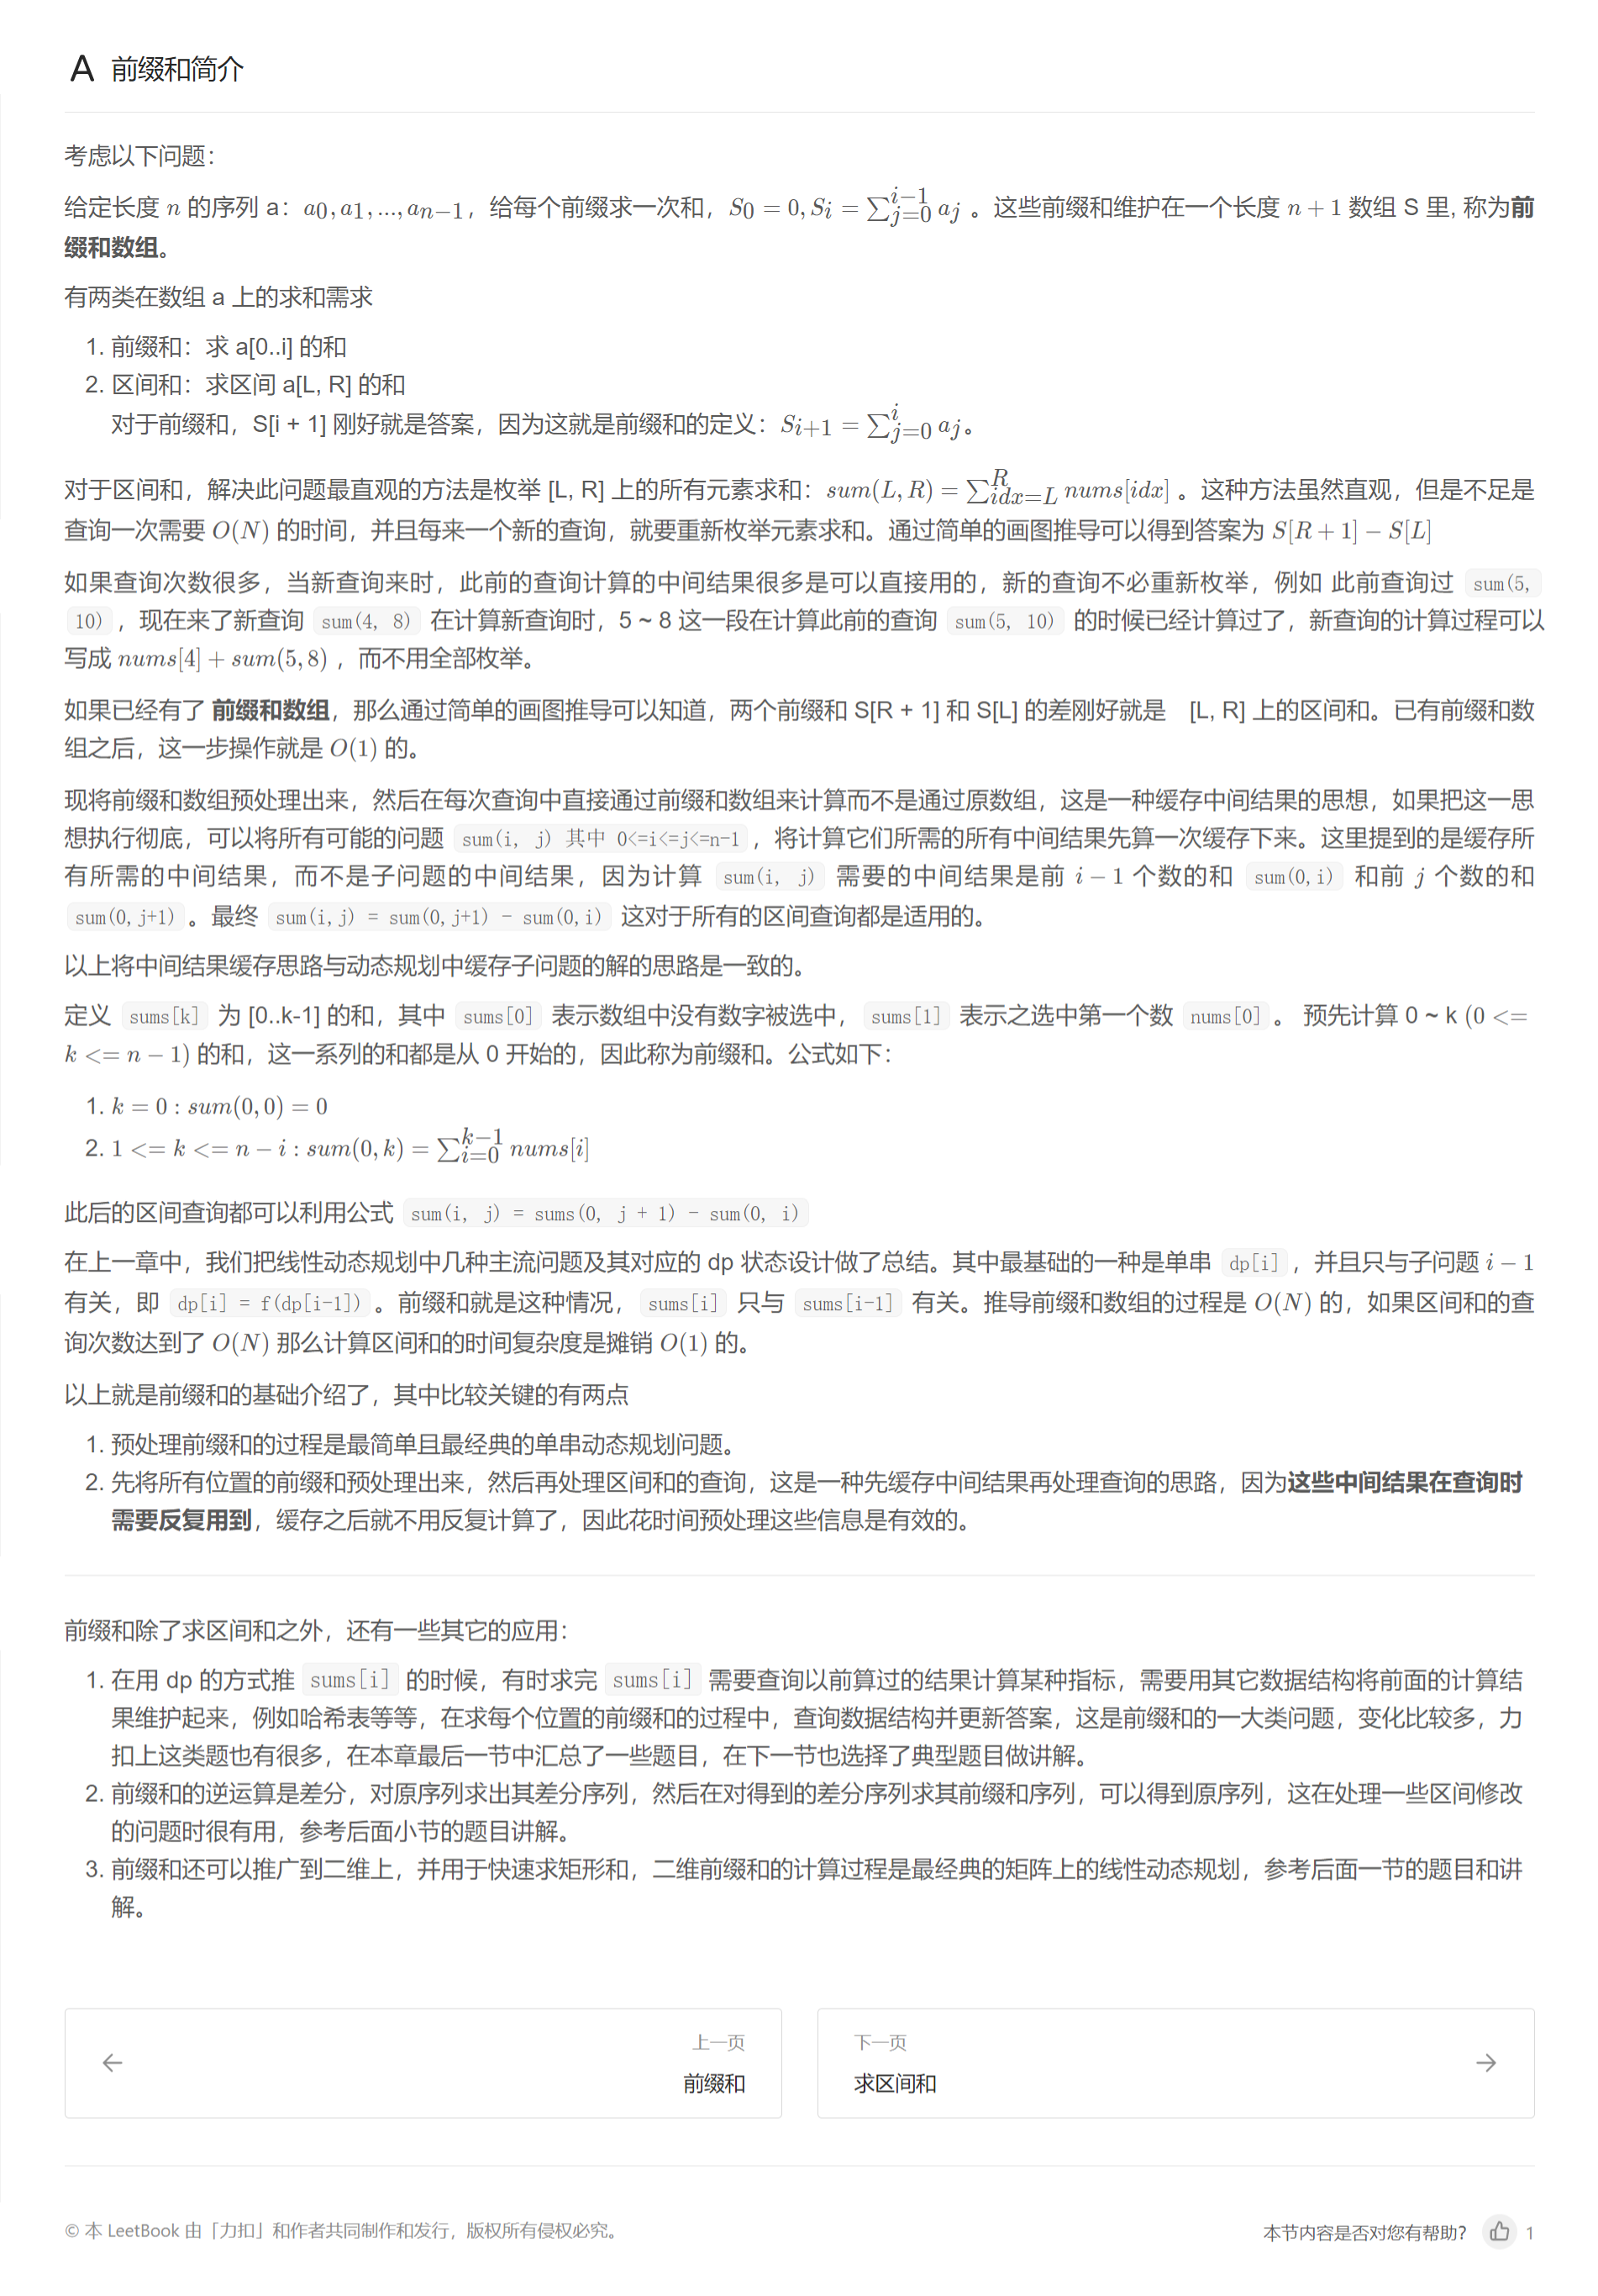 A 前缀和简介
考虑以下问题：
给定长度 n 的序列 a：a0, a1, ..., an−1，给每个前缀求一次和，S0 = 0, Si = ∑_{j=0}^{i−1} aj 。这些前缀和维护在一个长度 n + 1 数组 S 里, 称为前
缀和数组。
有两类在数组 a 上的求和需求
1. 前缀和：求 a[0..i] 的和
2. 区间和：求区间 a[L, R] 的和
对于前缀和，S[i + 1] 刚好就是答案，因为这就是前缀和的定义：Si+1 = ∑_{j=0}^{i} aj。
对于区间和，解决此问题最直观的方法是枚举 [L, R] 上的所有元素求和：sum(L, R) = ∑_{idx=L}^{R} nums[idx] 。这种方法虽然直观，但是不足是
查询一次需要 O(N) 的时间，并且每来一个新的查询，就要重新枚举元素求和。通过简单的画图推导可以得到答案为 S[R + 1] − S[L]
如果查询次数很多，当新查询来时，此前的查询计算的中间结果很多是可以直接用的，新的查询不必重新枚举，例如 此前查询过 sum(5,
10) ，现在来了新查询 sum(4, 8) 在计算新查询时，5 ~ 8 这一段在计算此前的查询 sum(5, 10) 的时候已经计算过了，新查询的计算过程可以
写成 nums[4] + sum(5, 8) ，而不用全部枚举。
如果已经有了 前缀和数组，那么通过简单的画图推导可以知道，两个前缀和 S[R + 1] 和 S[L] 的差刚好就是 [L, R] 上的区间和。已有前缀和数
组之后，这一步操作就是 O(1) 的。
现将前缀和数组预处理出来，然后在每次查询中直接通过前缀和数组来计算而不是通过原数组，这是一种缓存中间结果的思想，如果把这一思
想执行彻底，可以将所有可能的问题 sum(i, j) 其中 0<=i<=j<=n-1 ，将计算它们所需的所有中间结果先算一次缓存下来。这里提到的是缓存所
有所需的中间结果，而不是子问题的中间结果，因为计算 sum(i, j) 需要的中间结果是前 i − 1 个数的和 sum(0,i) 和前 j 个数的和
sum(0,j+1) 。最终 sum(i,j) = sum(0,j+1) - sum(0,i) 这对于所有的区间查询都是适用的。
以上将中间结果缓存思路与动态规划中缓存子问题的解的思路是一致的。
定义 sums[k] 为 [0..k-1] 的和，其中 sums[0] 表示数组中没有数字被选中， sums[1] 表示之选中第一个数 nums[0] 。 预先计算 0 ~ k (0 <=
k <= n − 1) 的和，这一系列的和都是从 0 开始的，因此称为前缀和。公式如下：
1. k = 0 : sum(0, 0) = 0
2. 1 <= k <= n − i : sum(0, k) = ∑_{i=0}^{k−1} nums[i]
此后的区间查询都可以利用公式 sum(i, j) = sums(0, j + 1) - sum(0, i)
在上一章中，我们把线性动态规划中几种主流问题及其对应的 dp 状态设计做了总结。其中最基础的一种是单串 dp[i] ，并且只与子问题 i − 1
有关，即 dp[i] = f(dp[i-1]) 。前缀和就是这种情况， sums[i] 只与 sums[i-1] 有关。推导前缀和数组的过程是 O(N) 的，如果区间和的查
询次数达到了 O(N) 那么计算区间和的时间复杂度是摊销 O(1) 的。
以上就是前缀和的基础介绍了，其中比较关键的有两点
1. 预处理前缀和的过程是最简单且最经典的单串动态规划问题。
2. 先将所有位置的前缀和预处理出来，然后再处理区间和的查询，这是一种先缓存中间结果再处理查询的思路，因为这些中间结果在查询时
需要反复用到，缓存之后就不用反复计算了，因此花时间预处理这些信息是有效的。
前缀和除了求区间和之外，还有一些其它的应用：
1. 在用 dp 的方式推 sums[i] 的时候，有时求完 sums[i] 需要查询以前算过的结果计算某种指标，需要用其它数据结构将前面的计算结
果维护起来，例如哈希表等等，在求每个位置的前缀和的过程中，查询数据结构并更新答案，这是前缀和的一大类问题，变化比较多，力
扣上这类题也有很多，在本章最后一节中汇总了一些题目，在下一节也选择了典型题目做讲解。
2. 前缀和的逆运算是差分，对原序列求出其差分序列，然后在对得到的差分序列求其前缀和序列，可以得到原序列，这在处理一些区间修改
的问题时很有用，参考后面小节的题目讲解。
3. 前缀和还可以推广到二维上，并用于快速求矩形和，二维前缀和的计算过程是最经典的矩阵上的线性动态规划，参考后面一节的题目和讲
解。
上一页
前缀和
下一页
求区间和
© 本 LeetBook 由「力扣」和作者共同制作和发行，版权所有侵权必究。
本节内容是否对您有帮助? 1